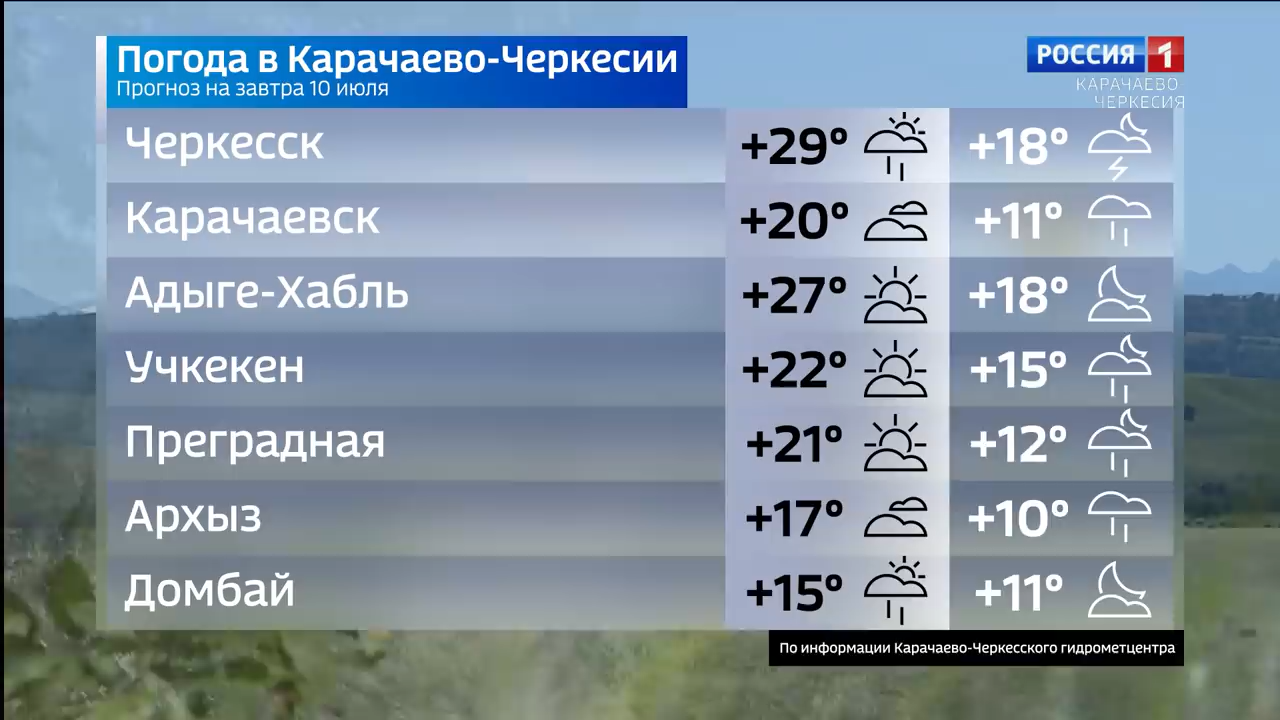 Погода в Карачаево-Черкесии
Прогноз на завтра 10 июля
РОССИЯ 1
КАРАЧАЕВО
ЧЕРКЕСИЯ
Черкесск +29° +18°
Карачаевск +20° +11°
Адыге-Хабль +27° +18°
Учкекен +22° +15°
Преградная +21° +12°
Архыз +17° +10°
Домбай +15° +11°
По информации Карачаево-Черкесского гидрометцентра